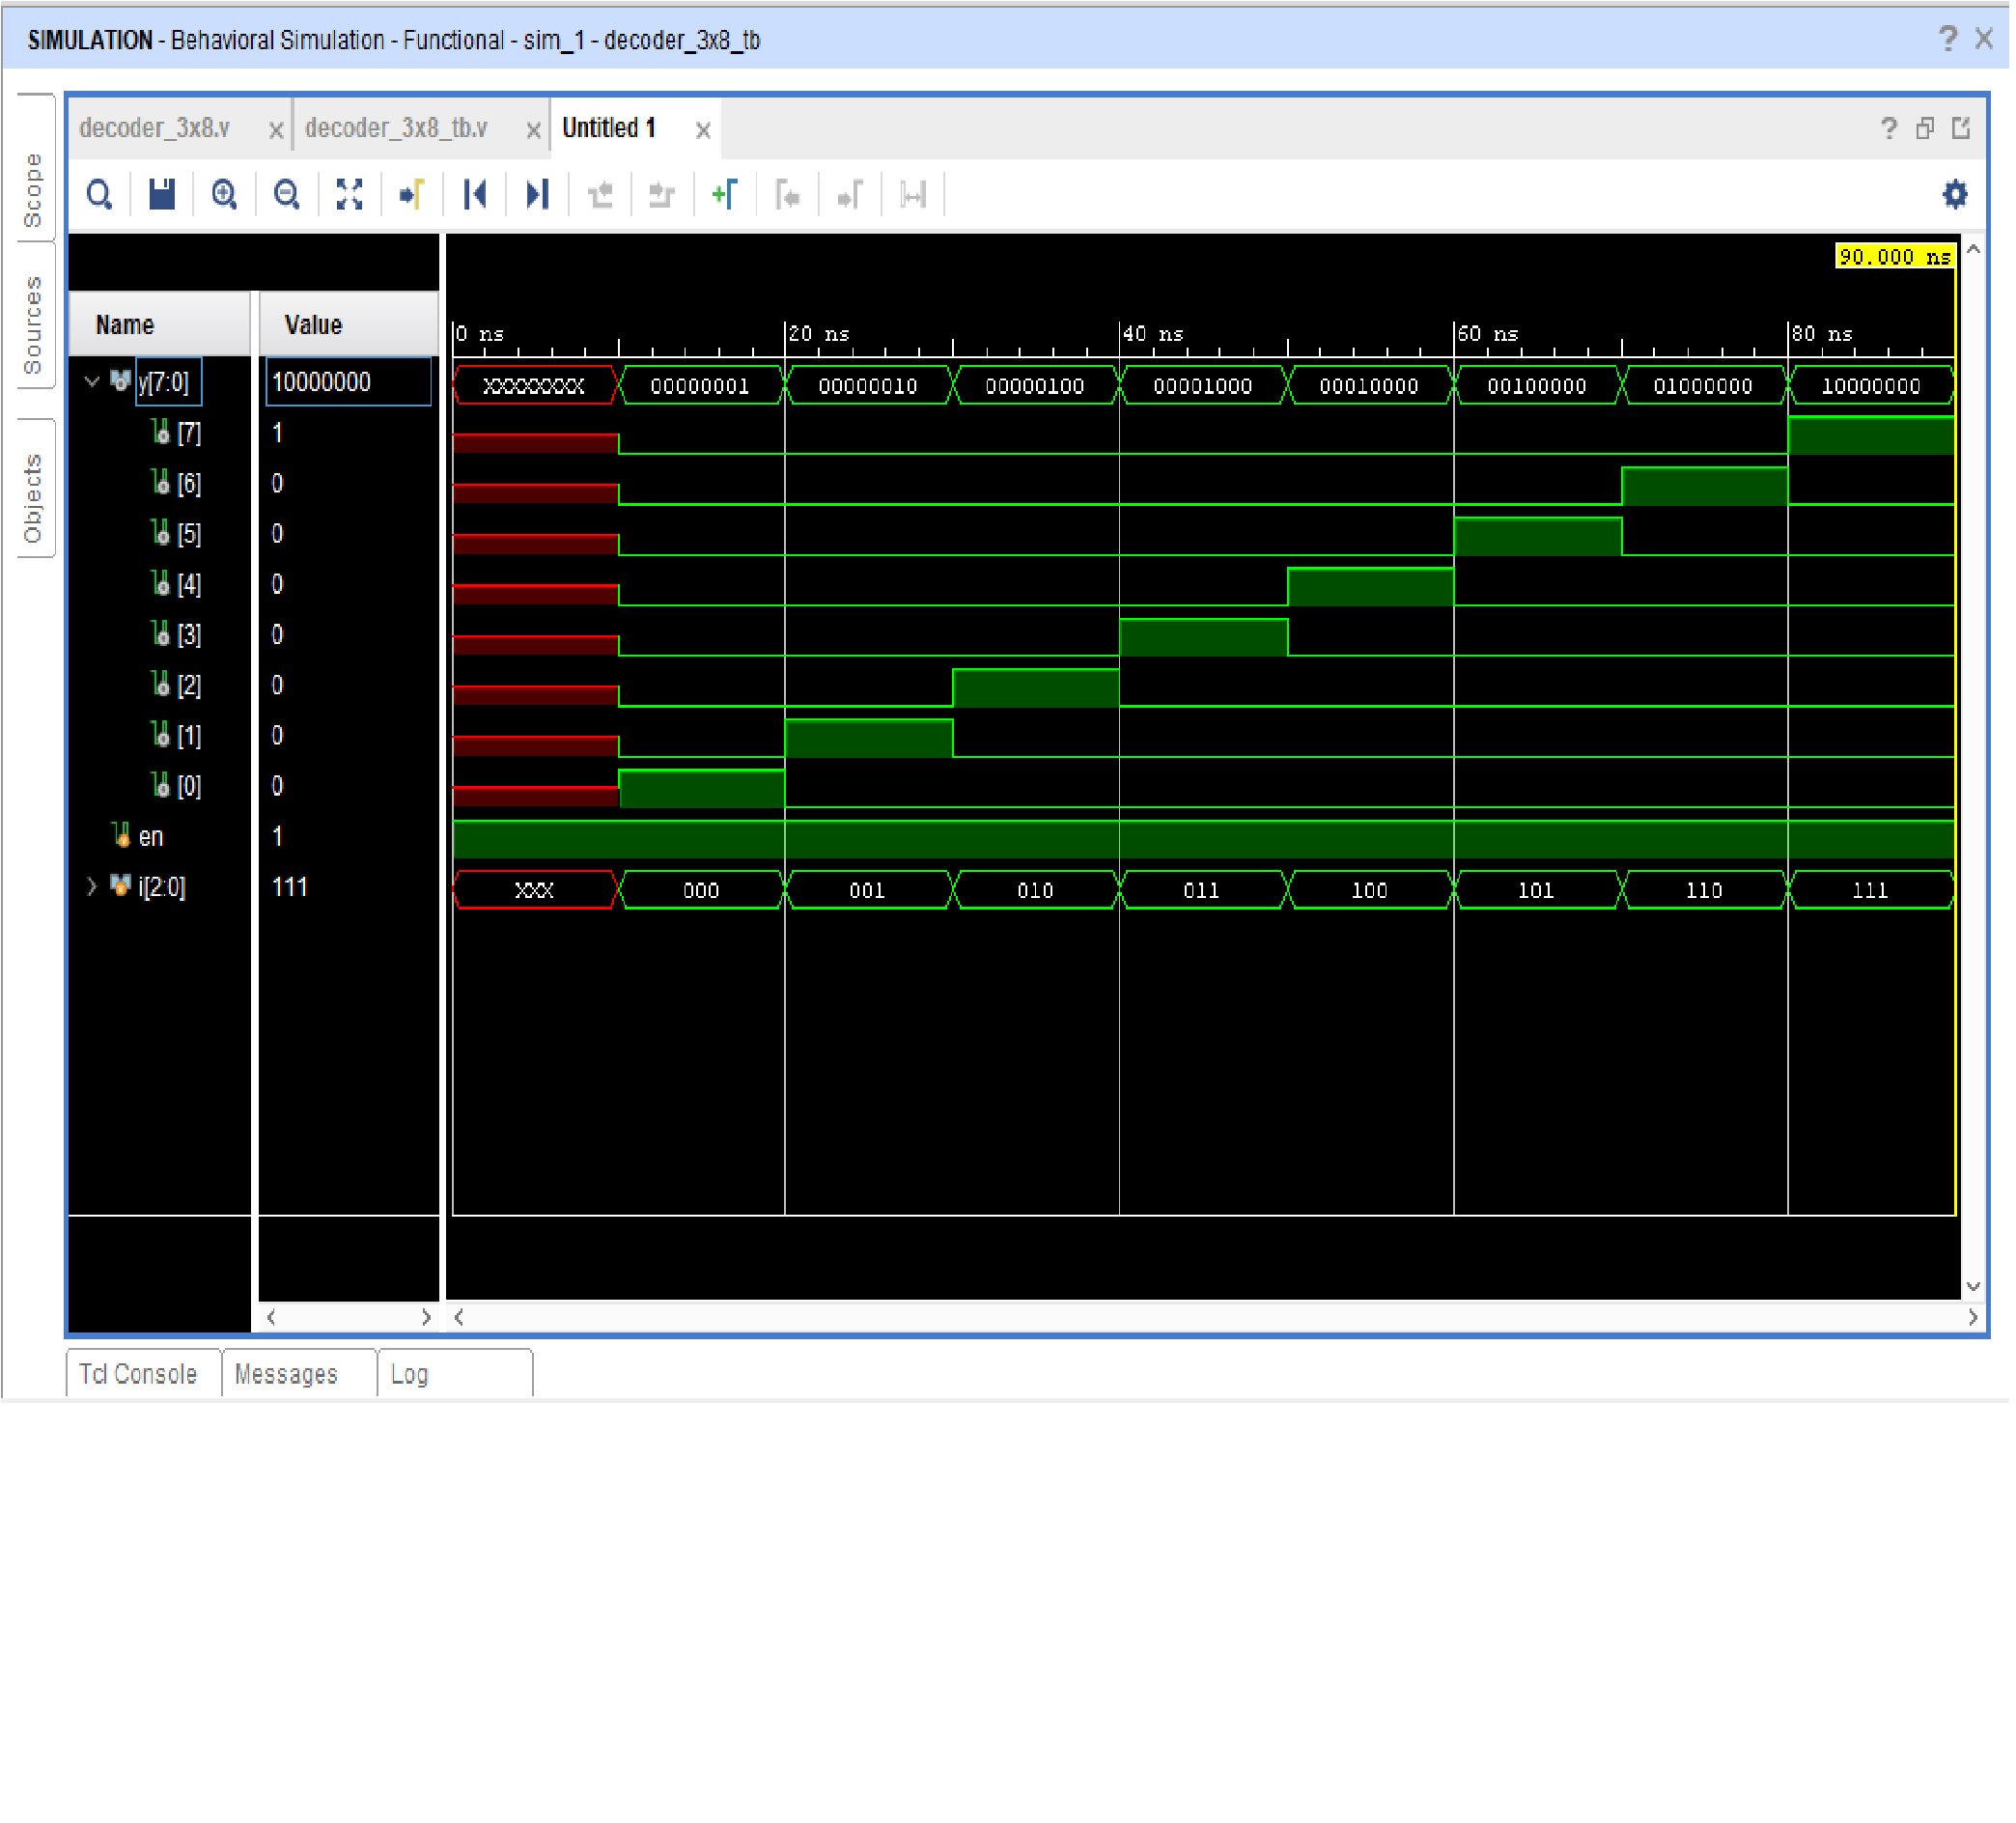 SIMULATION - Behavioral Simulation - Functional - sim_1 - decoder_3x8_tb
Scope
Sources
Objects
decoder_3x8.v
decoder_3x8_tb.v
Untitled 1
90.000 ns
Name Value
0 ns 20 ns 40 ns 60 ns 80 ns
y[7:0] 10000000 XXXXXXXX 00000001 00000010 00000100 00001000 00010000 00100000 01000000 10000000
[7] 1
[6] 0
[5] 0
[4] 0
[3] 0
[2] 0
[1] 0
[0] 0
en 1
i[2:0] 111 XXX 000 001 010 011 100 101 110 111
Tcl Console Messages Log